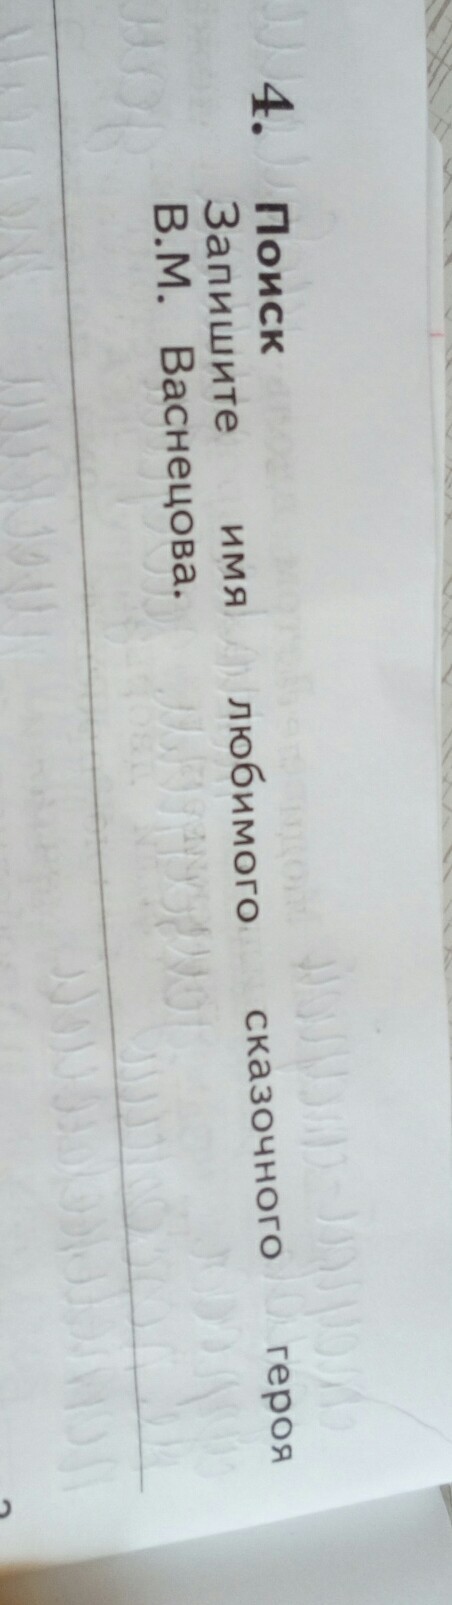 4. Поиск
Запишите имя любимого сказочного героя
В.М. Васнецова.